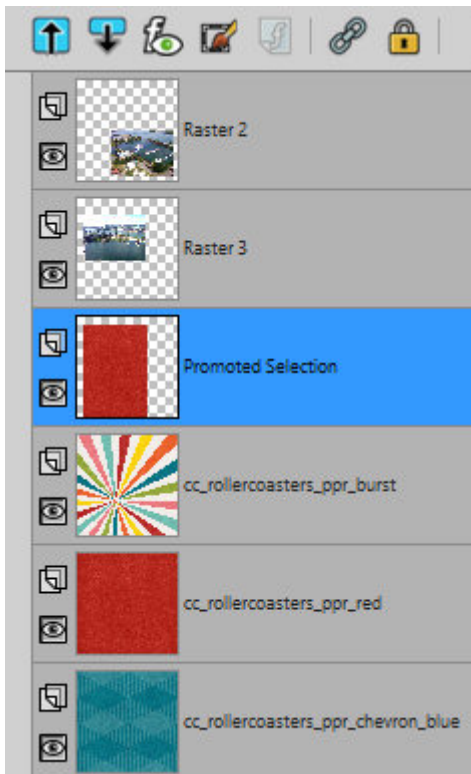 Raster 2
Raster 3
Promoted Selection
cc_rollercoasters_ppr_burst
cc_rollercoasters_ppr_red
cc_rollercoasters_ppr_chevron_blue